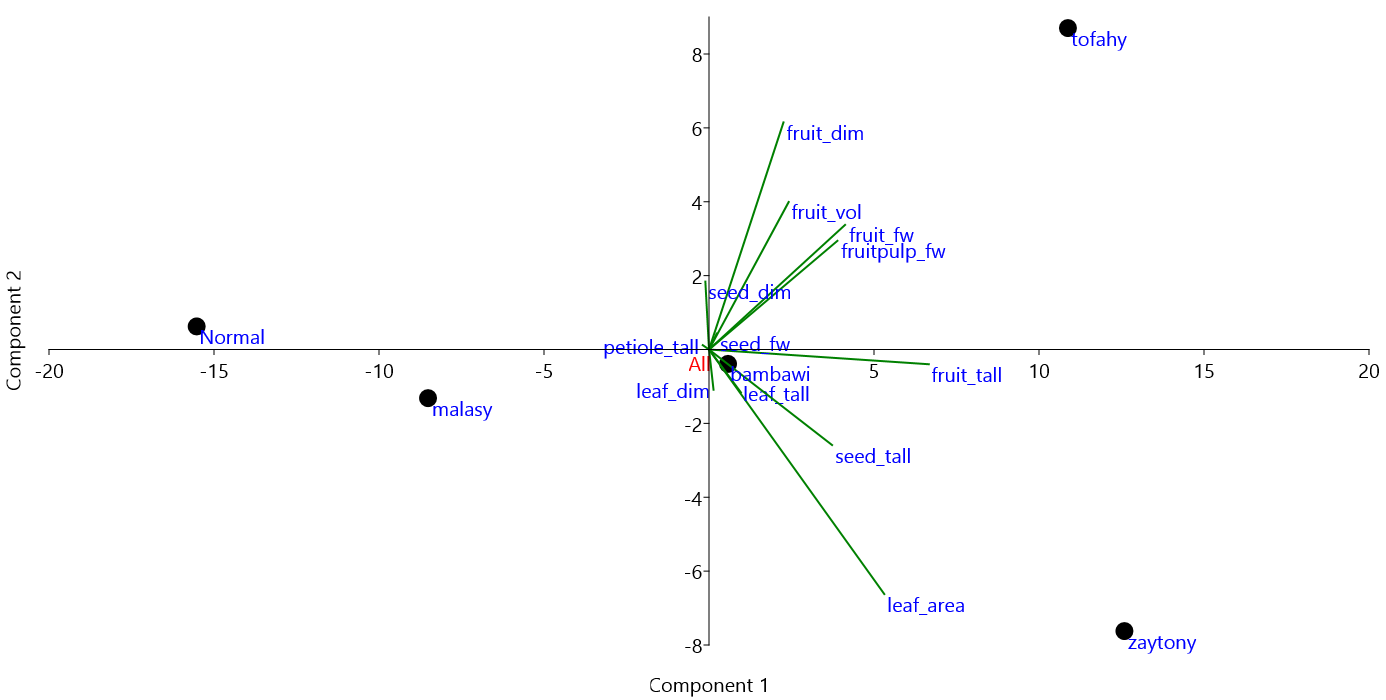 tofahy
8
6
fruit_dim
4
fruit_vol
fruit_fw
fruitpulp_fw
2
seed_dim
Component 2
Normal
petiole_tall
seed_fw
All
-20
-15
-10
-5
5
10
15
20
bambawi
fruit_tall
leaf_dim
leaf_tall
malasy
-2
seed_tall
-4
-6
leaf_area
-8
zaytony
Component 1